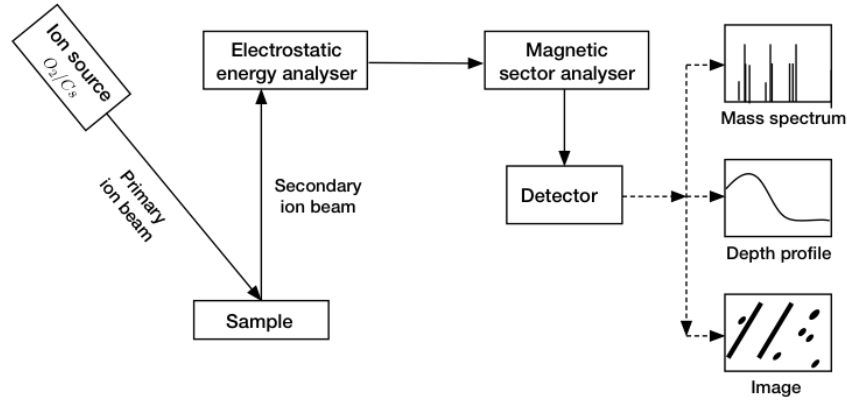 Ion source
O₂/Cs
Electrostatic
energy analyser
Magnetic
sector analyser
Mass spectrum
Primary
ion beam
Secondary
ion beam
Detector
Depth profile
Sample
Image